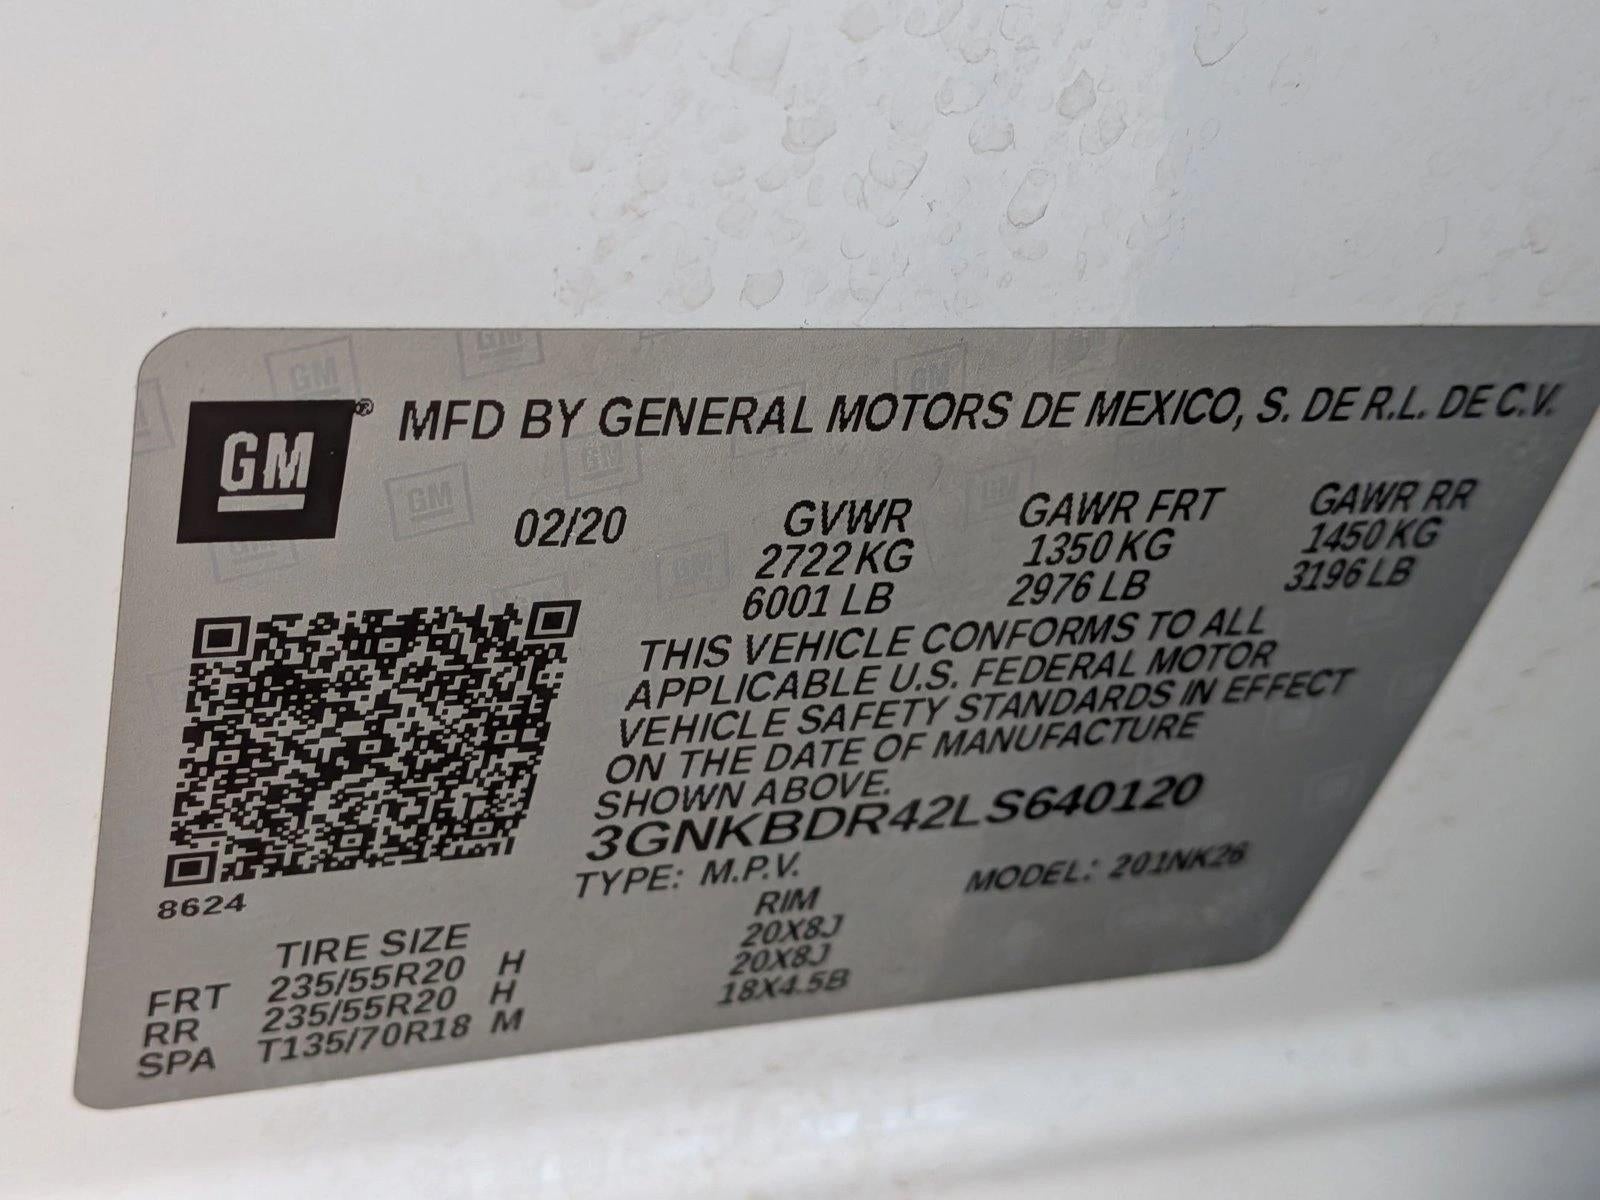 GM® MFD BY GENERAL MOTORS DE MEXICO, S. DE R.L. DE C.V.
02/20 GVWR GAWR FRT GAWR RR
2722 KG 1350 KG 1450 KG
6001 LB 2976 LB 3196 LB
THIS VEHICLE CONFORMS TO ALL
APPLICABLE U.S. FEDERAL MOTOR
VEHICLE SAFETY STANDARDS IN EFFECT
ON THE DATE OF MANUFACTURE
SHOWN ABOVE.
3GNKBDR42LS640120
TYPE: M.P.V. MODEL: 201NK26
8624
TIRE SIZE RIM
FRT 235/55R20 H 20X8J
RR 235/55R20 H 20X8J
SPA T135/70R18 M 18X4.5B